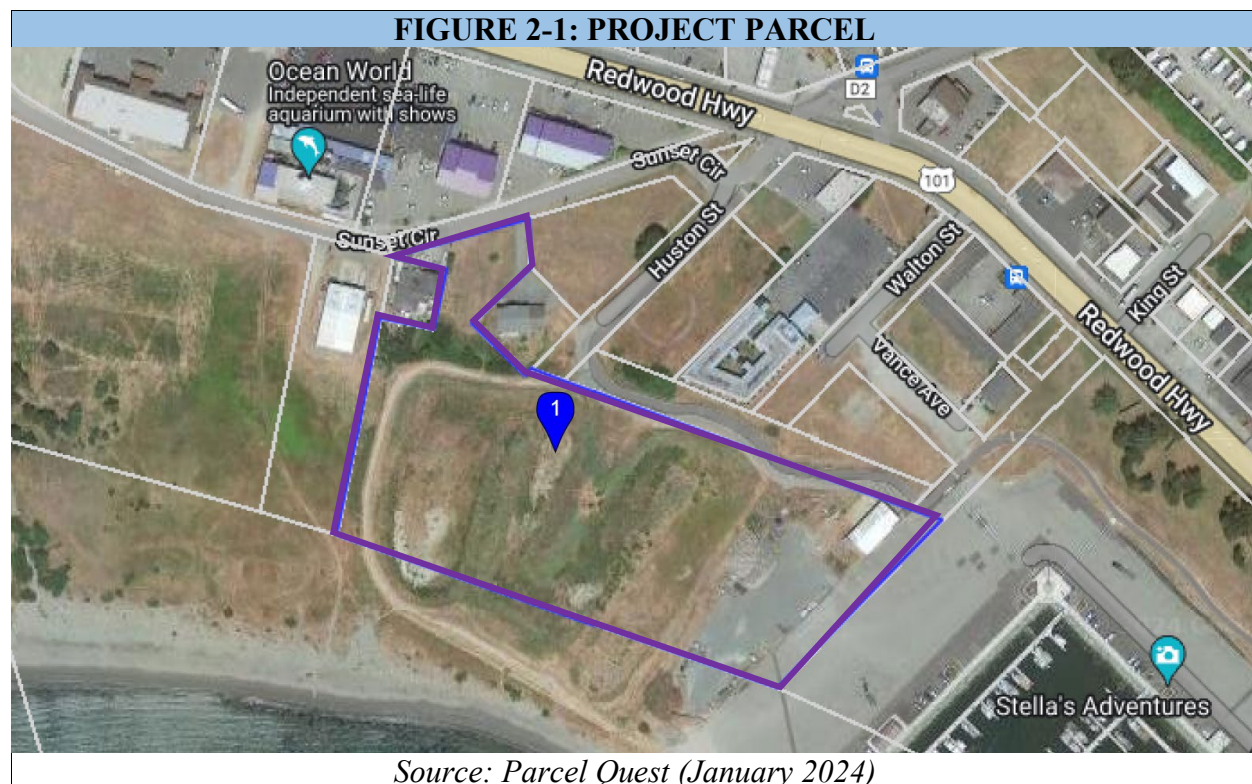 FIGURE 2-1: PROJECT PARCEL
Ocean World
Independent sea-life
aquarium with shows
Redwood Hwy
D2
Sunset Cir
101
Sunset Cir
Huston St
Walton St
King St
Vance Ave
Redwood Hwy
1
Stella's Adventures
Source: Parcel Quest (January 2024)